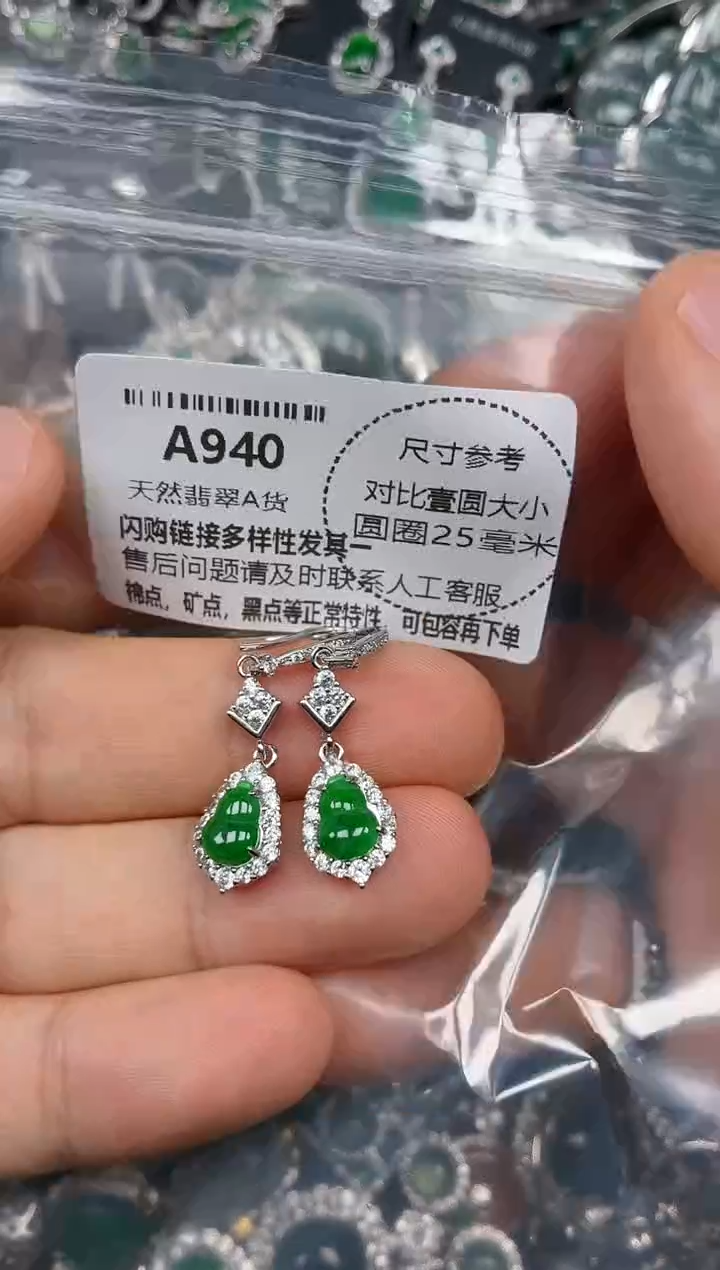 A940
天然翡翠A货
尺寸参考
对比壹圆大小
圆圈25毫米
闪购链接多样性发其一
售后问题请及时联系人工客服
棉点，矿点，黑点等正常特性，可包容再下单